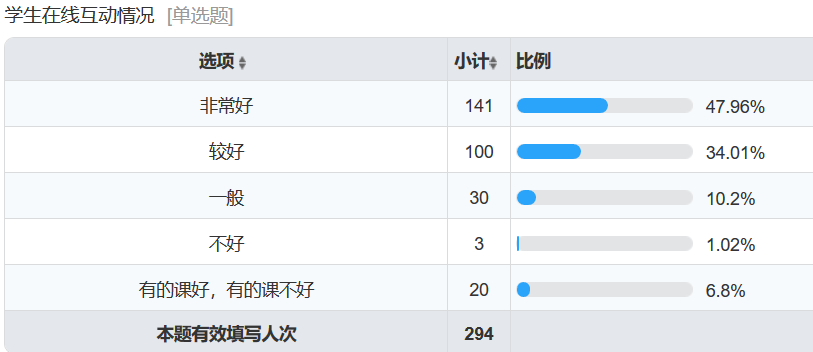 学生在线互动情况 [单选题]
选项 小计 比例
非常好 141 47.96%
较好 100 34.01%
一般 30 10.2%
不好 3 1.02%
有的课好，有的课不好 20 6.8%
本题有效填写人次 294